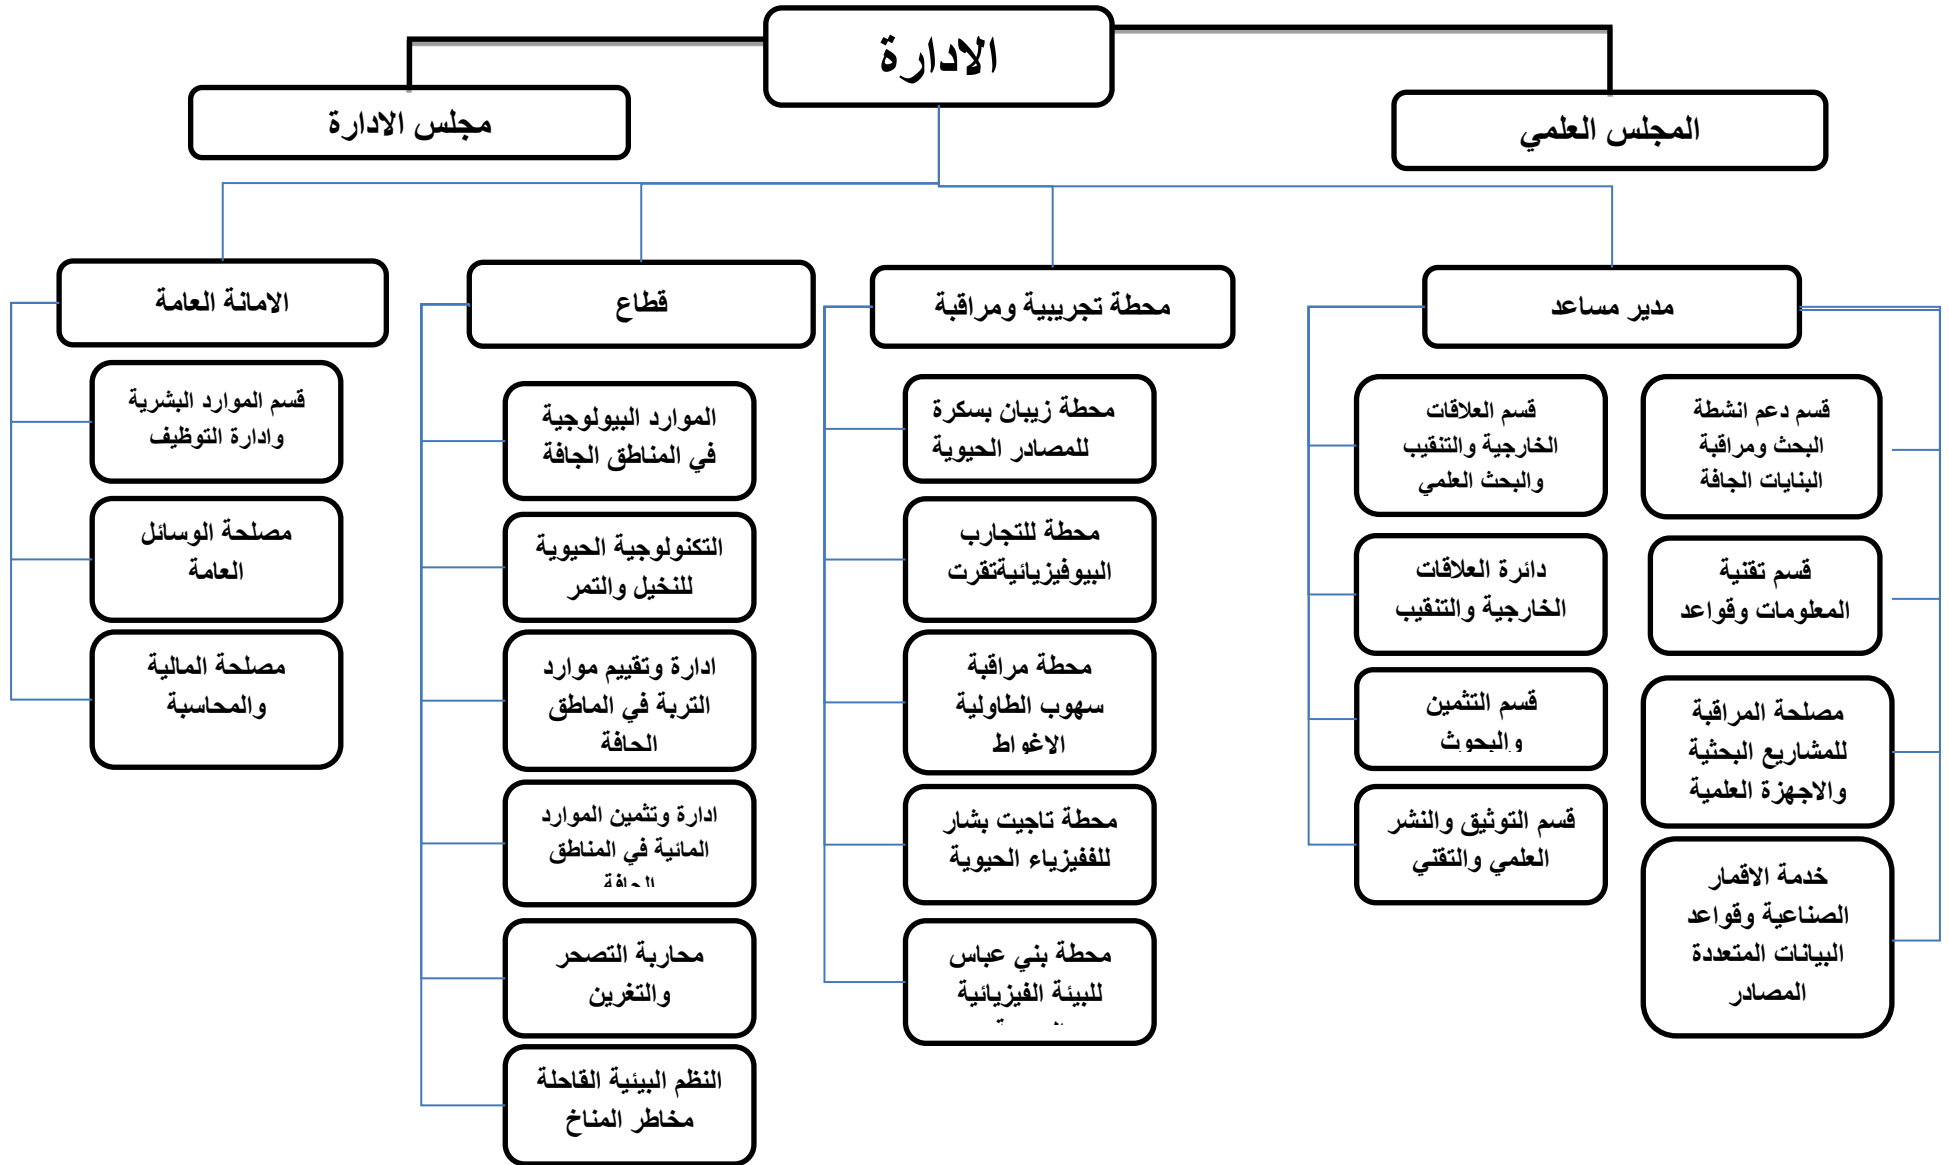 الادارة
المجلس العلمي
مجلس الادارة
مدير مساعد
محطة تجريبية ومراقبة
قطاع
الامانة العامة
قسم دعم انشطة
البحث ومراقبة
البنايات الجافة
قسم تقنية
المعلومات وقواعد
مصلحة المراقبة
للمشاريع البحثية
والاجهزة العلمية
خدمة الاقمار
الصناعية وقواعد
البيانات المتعددة
المصادر
قسم العلاقات
الخارجية والتنقيب
والبحث العلمي
دائرة العلاقات
الخارجية والتنقيب
قسم التثمين
والبحوث
قسم التوثيق والنشر
العلمي والتقني
محطة زيبان بسكرة
للمصادر الحيوية
محطة للتجارب
البيوفيزيائيةتقرت
محطة مراقبة
سهوب الطاولية
الاغواط
محطة تاجيت بشار
للففيزياء الحيوية
محطة بني عباس
للبيئة الفيزيائية
الموارد البيولوجية
في المناطق الجافة
التكنولوجية الحيوية
للنخيل والتمر
ادارة وتقييم موارد
التربة في الماطق
الجافة
ادارة وتثمين الموارد
المائية في المناطق
الجافة
محاربة التصحر
والتغرين
النظم البيئية القاحلة
مخاطر المناخ
قسم الموارد البشرية
وادارة التوظيف
مصلحة الوسائل
العامة
مصلحة المالية
والمحاسبة